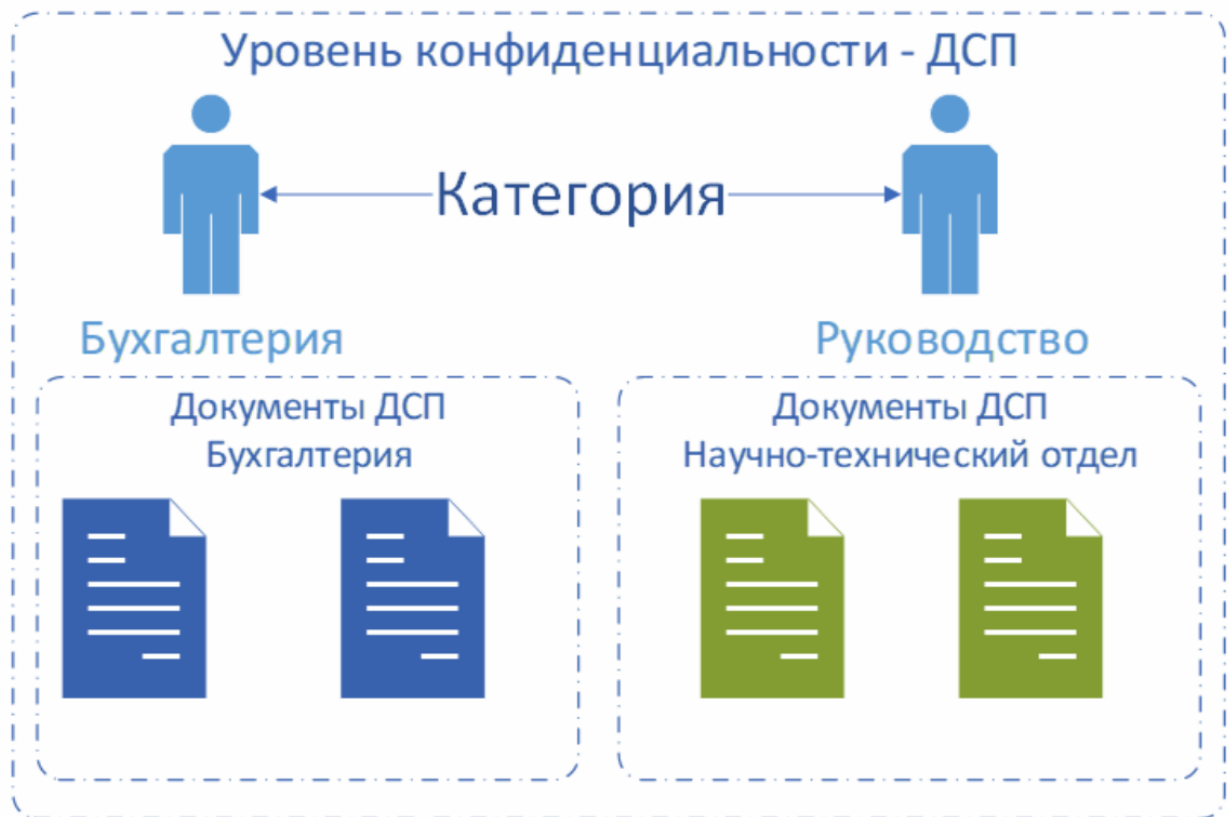 Уровень конфиденциальности - ДСП
Категория
Бухгалтерия
Руководство
Документы ДСП
Бухгалтерия
Документы ДСП
Научно-технический отдел